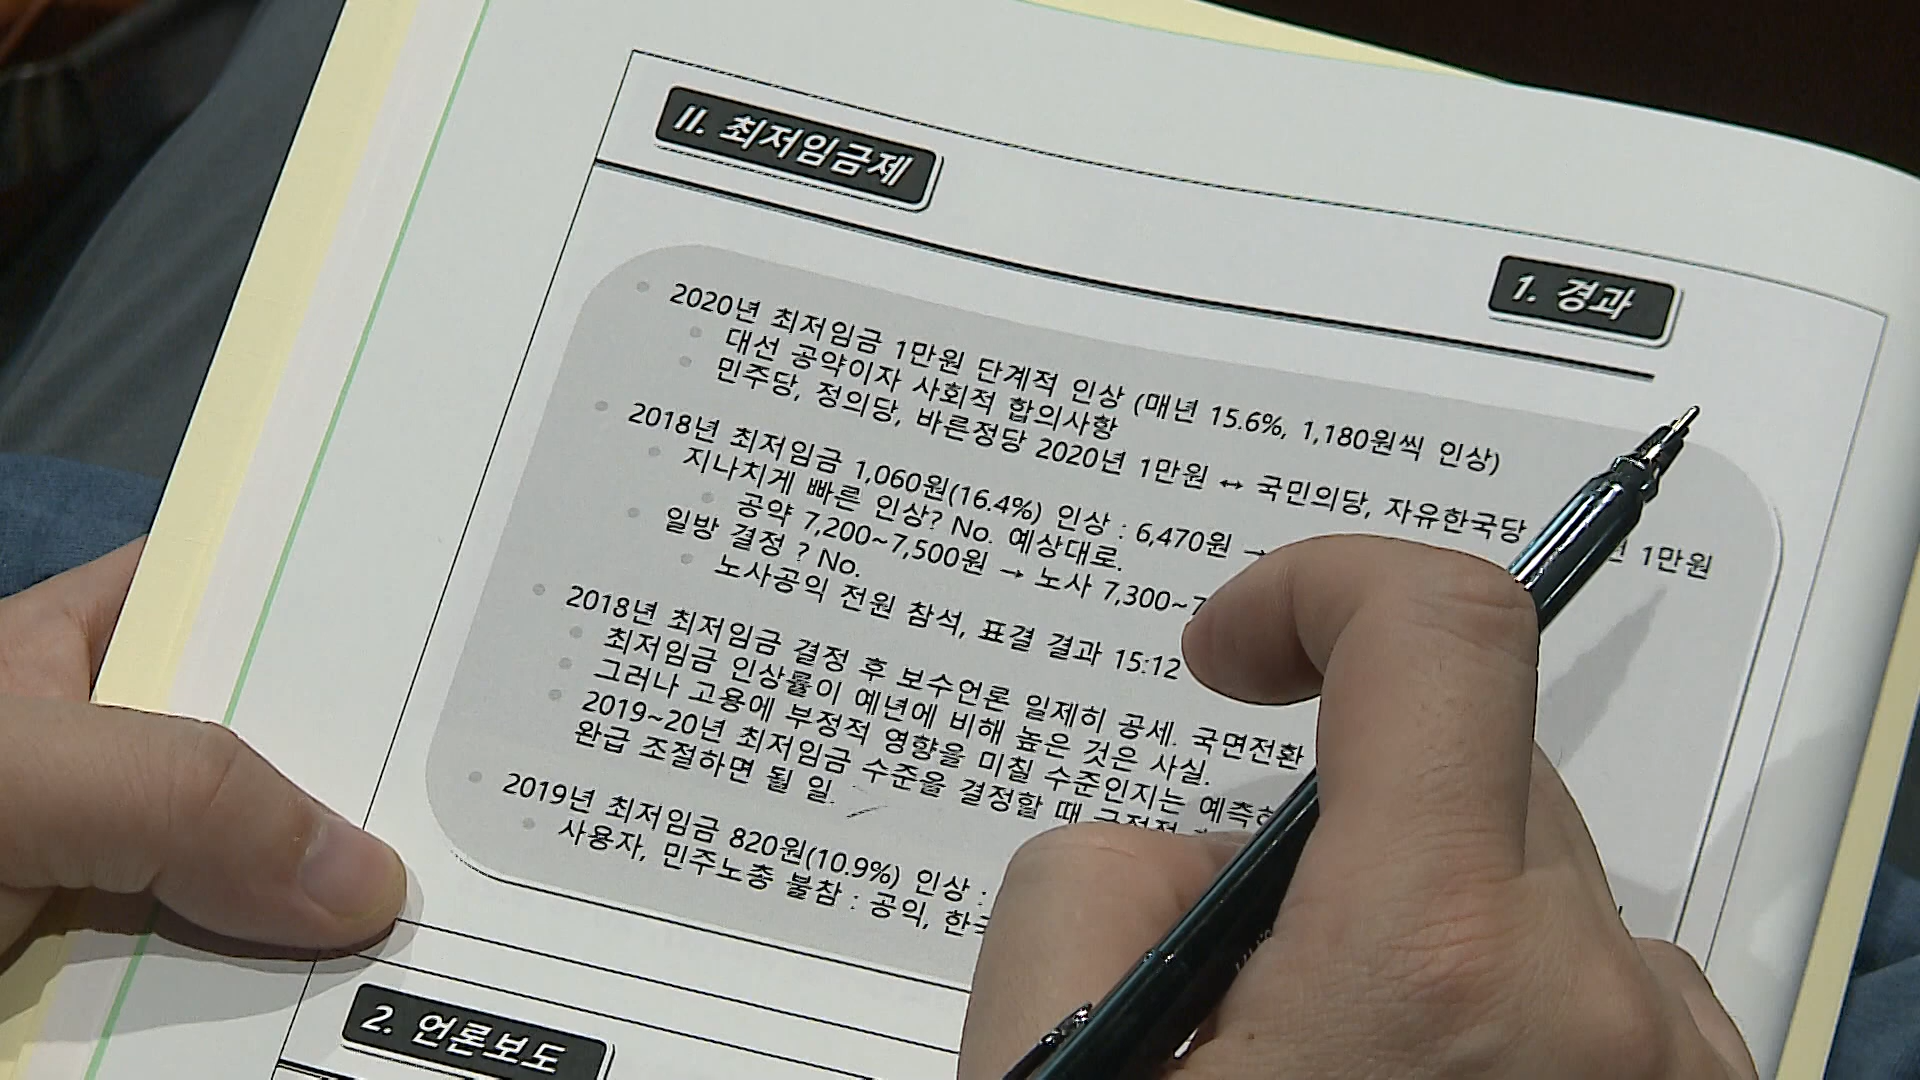 II. 최저임금제
1. 경과
2020년 최저임금 1만원 단계적 인상 (매년 15.6%, 1,180원씩 인상)
대선 공약이자 사회적 합의사항
민주당, 정의당, 바른정당 2020년 1만원 ↔ 국민의당, 자유한국당 1만원
2018년 최저임금 1,060원(16.4%) 인상 : 6,470원 →
지나치게 빠른 인상? No. 예상대로.
공약 7,200~7,500원 → 노사 7,300~7
일방 결정 ? No.
노사공익 전원 참석, 표결 결과 15:12
2018년 최저임금 결정 후 보수언론 일제히 공세. 국면전환
최저임금 인상률이 예년에 비해 높은 것은 사실.
그러나 고용에 부정적 영향을 미칠 수준인지는
2019~20년 최저임금 수준을 결정할 때
완급 조절하면 될 일.
2019년 최저임금 820원(10.9%) 인상 :
사용자, 민주노총 불참 : 공익,
2. 언론보도